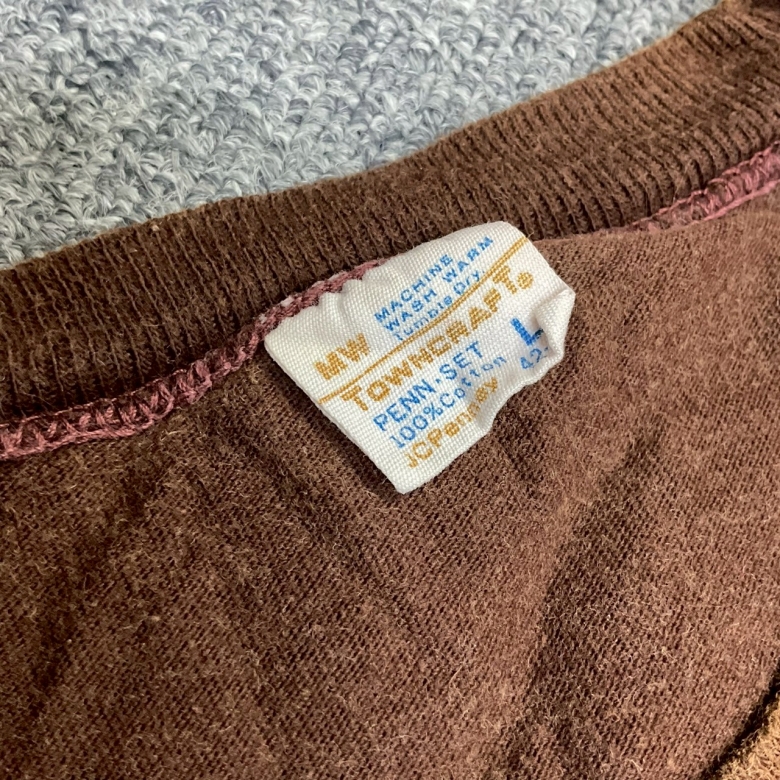 MW
MACHINE
WASH WARM
Tumble Dry
TOWNCRAFT®
PENN-SET L
100%Cotton 42-
JCPenney